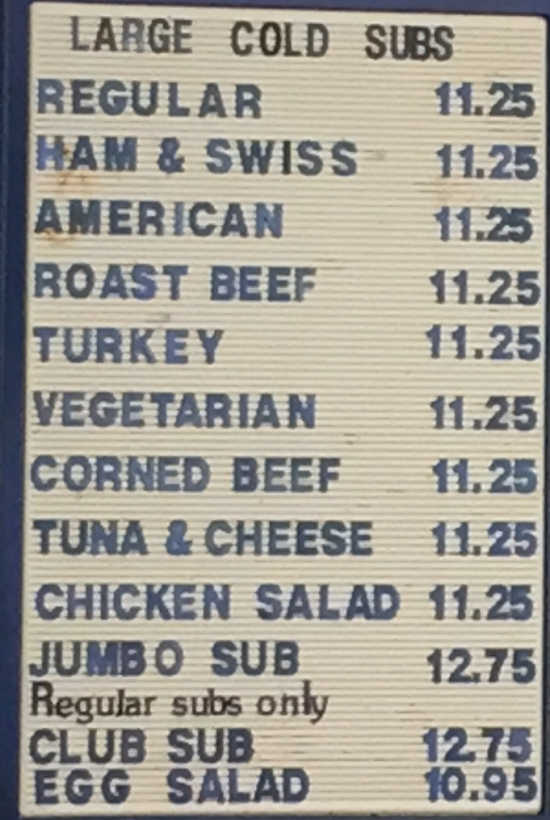 LARGE COLD SUBS
REGULAR 11.25
HAM & SWISS 11.25
AMERICAN 11.25
ROAST BEEF 11.25
TURKEY 11.25
VEGETARIAN 11.25
CORNED BEEF 11.25
TUNA & CHEESE 11.25
CHICKEN SALAD 11.25
JUMBO SUB 12.75
Regular subs only
CLUB SUB 12.75
EGG SALAD 10.95